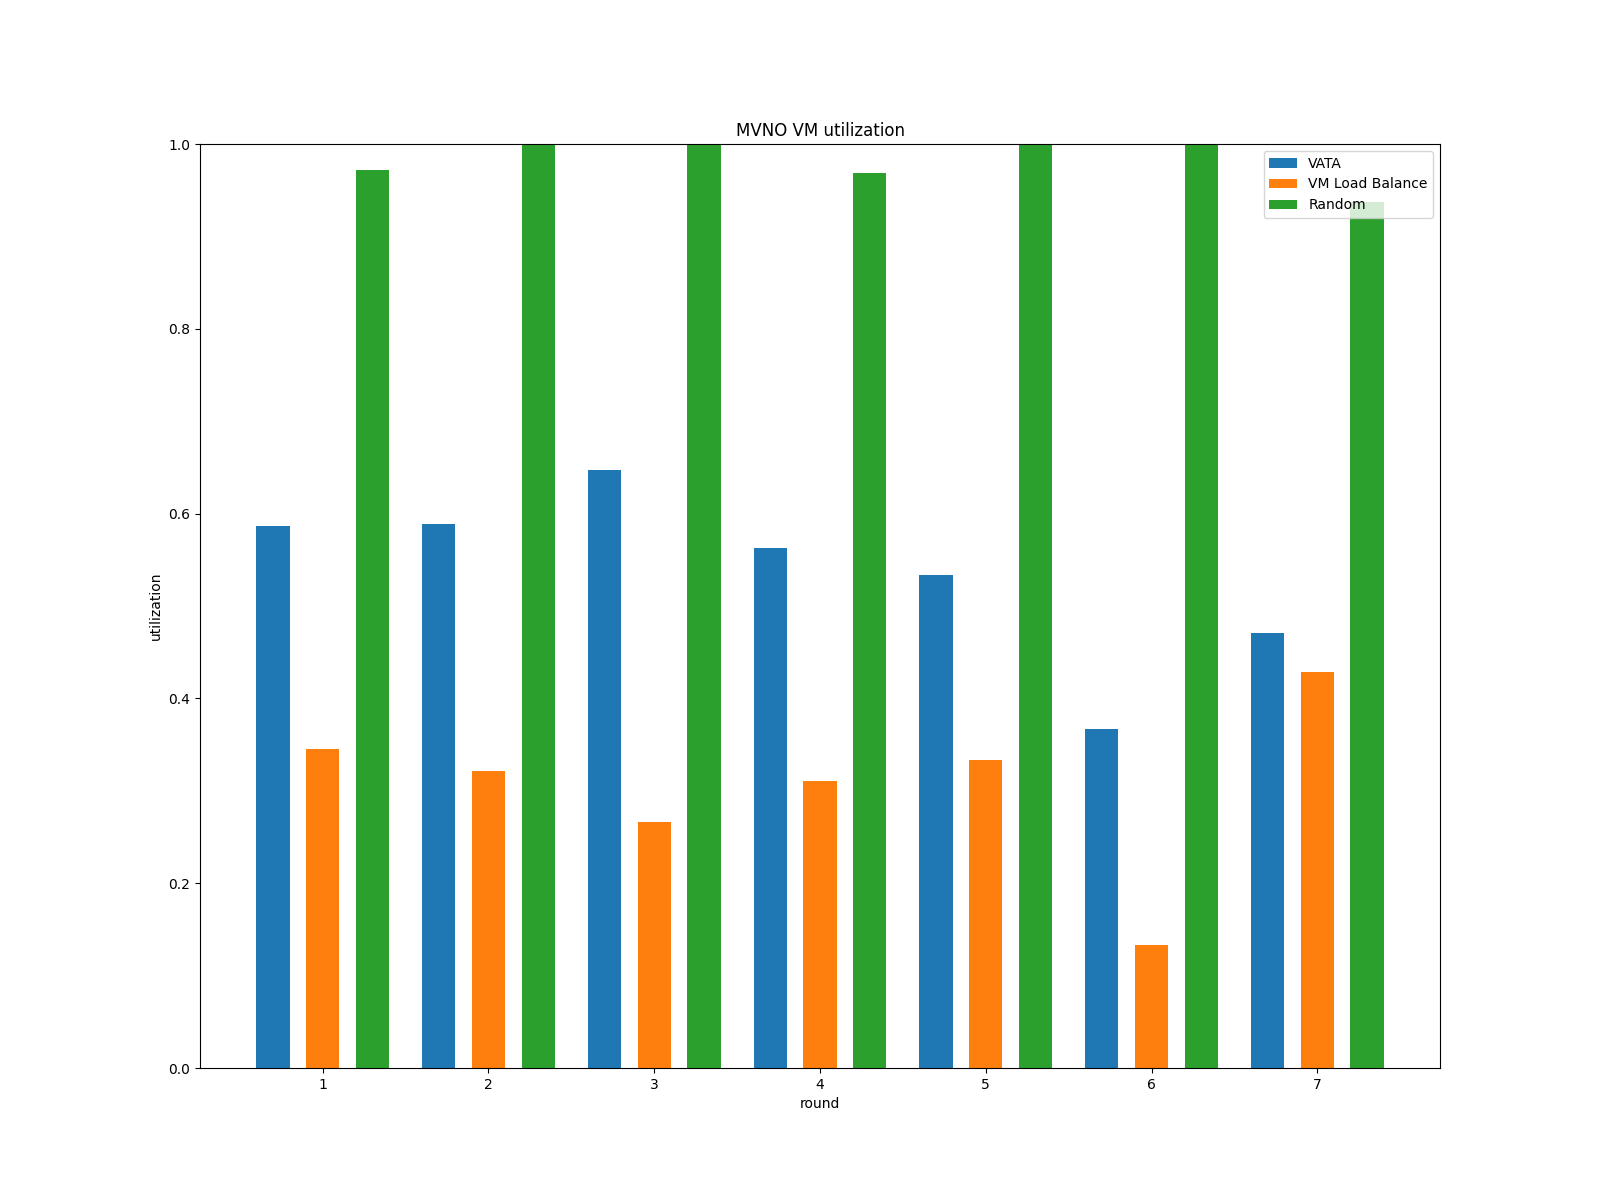 MVNO VM utilization
1.0
0.8
0.6
0.4
0.2
0.0
utilization
VATA
VM Load Balance
Random
1 2 3 4 5 6 7
round